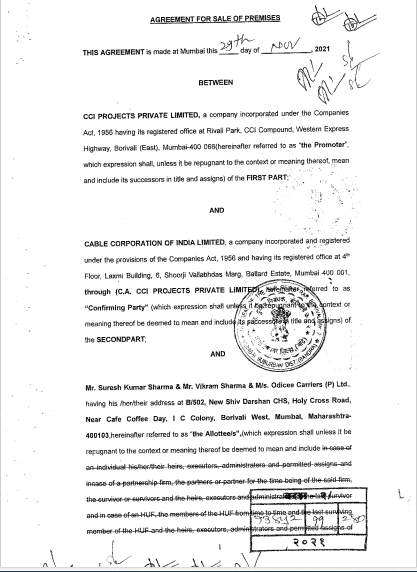 AGREEMENT FOR SALE OF PREMISES
THIS AGREEMENT is made at Mumbai this 29th day of Nov, 2021
BETWEEN
CCI PROJECTS PRIVATE LIMITED, a company incorporated under the Companies
Act, 1956 having its registered office at Rivali Park, CCI Compound, Western Express
Highway, Borivali (East), Mumbai-400 066(hereinafter referred to as "the Promoter",
which expression shall, unless it be repugnant to the context or meaning thereof, mean
and include its successors in title and assigns) of the FIRST PART;
AND
CABLE CORPORATION OF INDIA LIMITED, a company incorporated and registered
under the provisions of the Companies Act, 1956 and having its registered office at 4th
Floor, Laxmi Building, 6, Shoorji Vallabhdas Marg, Ballard Estate, Mumbai 400 001,
through (C.A. CCI PROJECTS PRIVATE LIMITED) hereinafter referred to as
"Confirming Party" (which expression shall unless it be repugnant to the context or
meaning thereof be deemed to mean and include its successors in title and assigns) of
the SECONDPART;
AND
Mr. Suresh Kumar Sharma & Mr. Vikram Sharma & M/s. Odicee Carriers (P) Ltd.,
having his /her/their address at B/502, New Shiv Darshan CHS, Holy Cross Road,
Near Cafe Coffee Day, I C Colony, Borivali West, Mumbai, Maharashtra-
400103,hereinafter referred to as "the Allottee/s",(which expression shall unless it be
repugnant to the context or meaning thereof be deemed to mean and include in case of
an individual his/her/their heirs, executors, administrators and permitted assigns and
incase of a partnership firm, the partners or partner for the time being of the said firm,
the survivor or survivors and the heirs, executors and administrators of the last survivor
and in case of an HUF, the members of the HUF from time to time and the last surviving
member of the HUF and the heirs, executors, administrators and permitted assigns of
99
२०२१